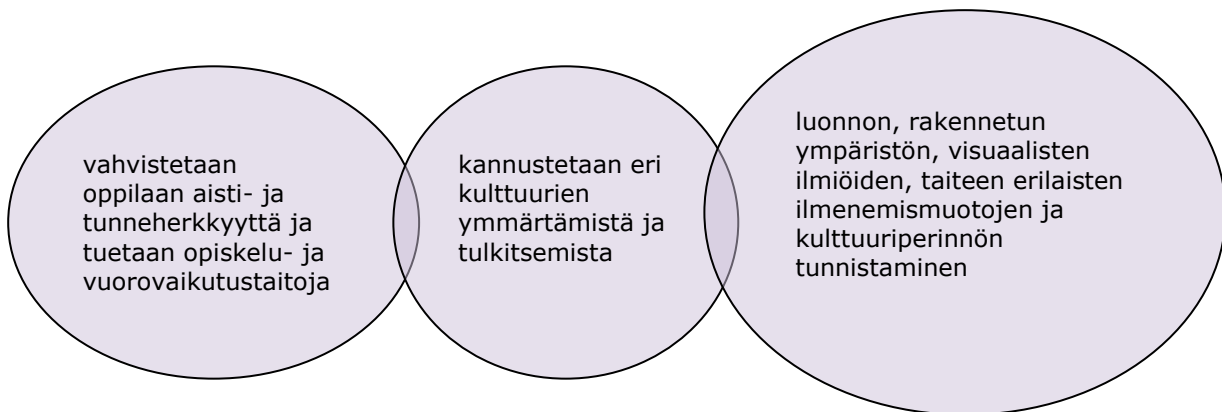 vahvistetaan
oppilaan aisti- ja
tunneherkkyyttä ja
tuetaan opiskelu- ja
vuorovaikutustaitoja
kannustetaan eri
kulttuurien
ymmärtämistä ja
tulkitsemista
luonnon, rakennetun
ympäristön, visuaalisten
ilmiöiden, taiteen erilaisten
ilmenemismuotojen ja
kulttuuriperinnön
tunnistaminen